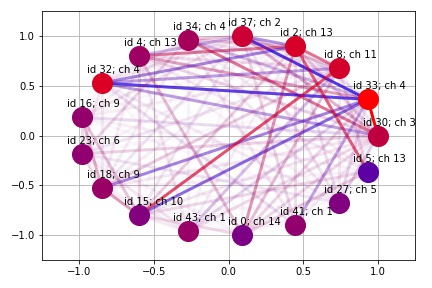 id 37; ch 2
id 34; ch 4
id 2; ch 13
id 4; ch 13
id 8; ch 11
id 32; ch 4
id 33; ch 4
id 16; ch 9
id 30; ch 3
id 23; ch 6
id 5; ch 13
id 18; ch 9
id 27; ch 5
id 15; ch 10
id 41; ch 1
id 43; ch 1
id 0; ch 14
1.0
0.5
0.0
−0.5
−1.0
−1.0 −0.5 0.0 0.5 1.0